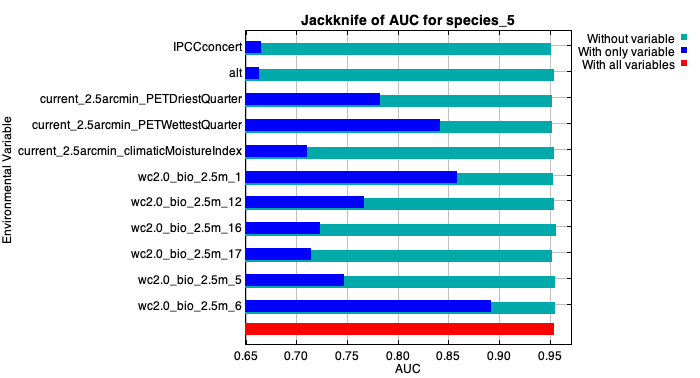 Jackknife of AUC for species_5
Without variable
With only variable
With all variables
Environmental Variable
IPCCconcert
alt
current_2.5arcmin_PETDriestQuarter
current_2.5arcmin_PETWettestQuarter
current_2.5arcmin_climaticMoistureIndex
wc2.0_bio_2.5m_1
wc2.0_bio_2.5m_12
wc2.0_bio_2.5m_16
wc2.0_bio_2.5m_17
wc2.0_bio_2.5m_5
wc2.0_bio_2.5m_6
0.65 0.70 0.75 0.80 0.85 0.90 0.95
AUC